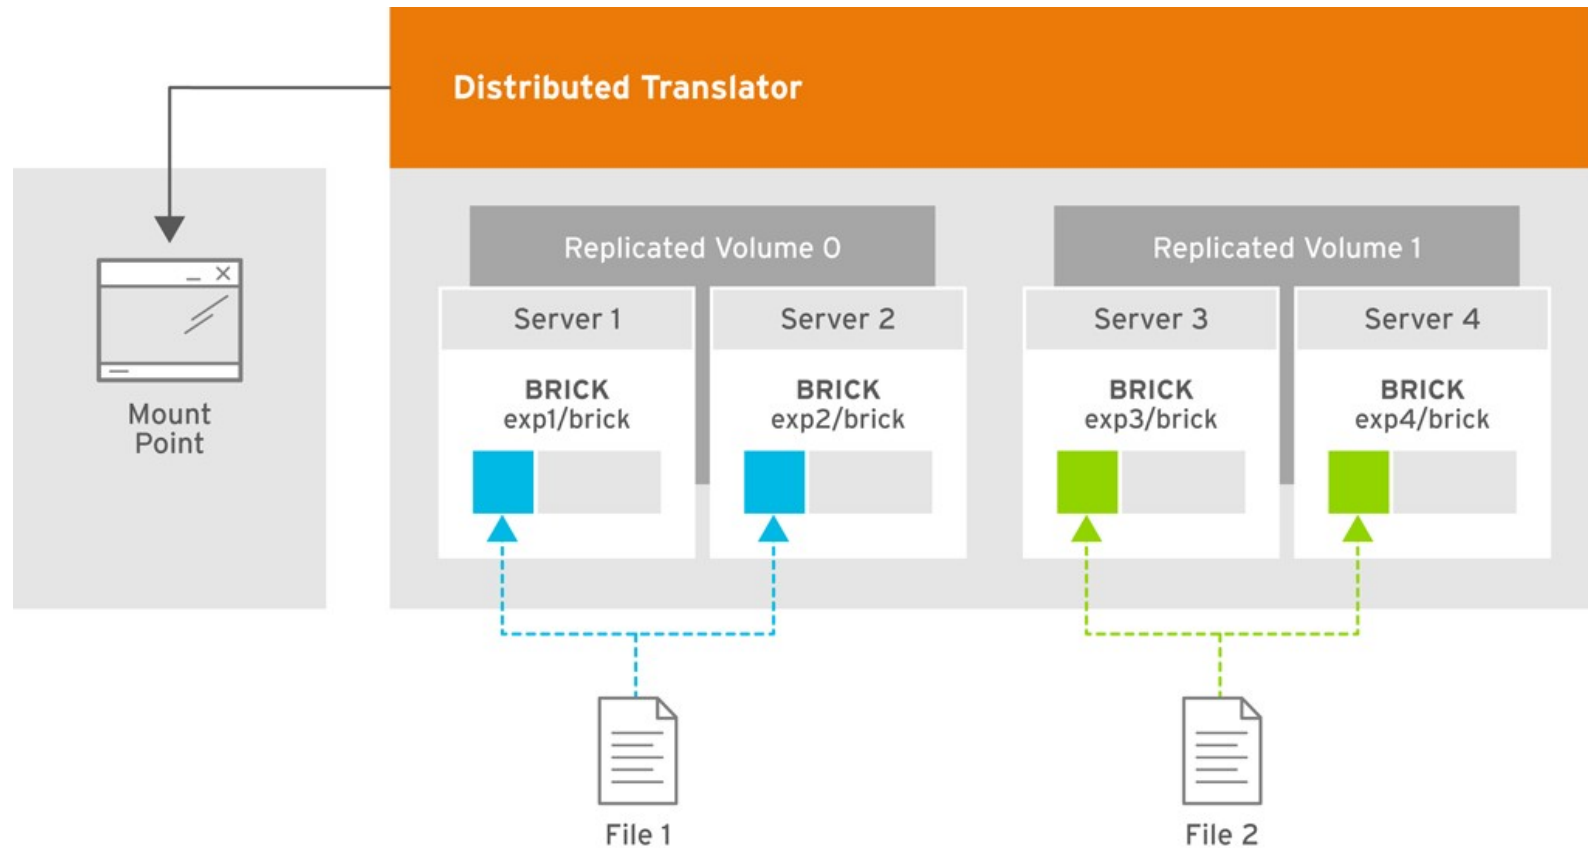 Distributed Translator
Mount
Point
Replicated Volume 0
Server 1
BRICK
exp1/brick
Server 2
BRICK
exp2/brick
Replicated Volume 1
Server 3
BRICK
exp3/brick
Server 4
BRICK
exp4/brick
File 1
File 2